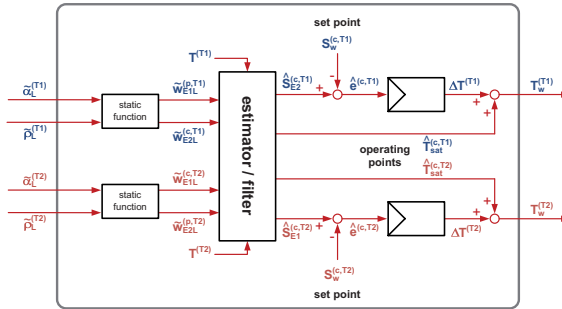 set point
S_w^(c,T1)
T^(T1)
α̃_L^(T1)
static function
w̃_E1L^(p,T1)
Ŝ_E2^(c,T1)
-
+
ê^(c,T1)
ΔT^(T1)
+
+
T_w^(T1)
ρ̃_L^(T1)
w̃_E2L^(c,T1)
estimator / filter
operating points
T̂_sat^(c,T1)
T̂_sat^(c,T2)
α̃_L^(T2)
static function
w̃_E1L^(c,T2)
ρ̃_L^(T2)
w̃_E2L^(p,T2)
Ŝ_E1^(c,T2)
+
-
ê^(c,T2)
ΔT^(T2)
+
+
T_w^(T2)
T^(T2)
S_w^(c,T2)
set point